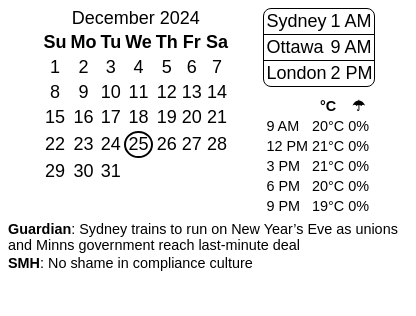 December 2024
Su Mo Tu We Th Fr Sa
1 2 3 4 5 6 7
8 9 10 11 12 13 14
15 16 17 18 19 20 21
22 23 24 25 26 27 28
29 30 31
Sydney 1 AM
Ottawa 9 AM
London 2 PM
°C ☂
9 AM 20°C 0%
12 PM 21°C 0%
3 PM 21°C 0%
6 PM 20°C 0%
9 PM 19°C 0%
Guardian: Sydney trains to run on New Year’s Eve as unions
and Minns government reach last-minute deal
SMH: No shame in compliance culture